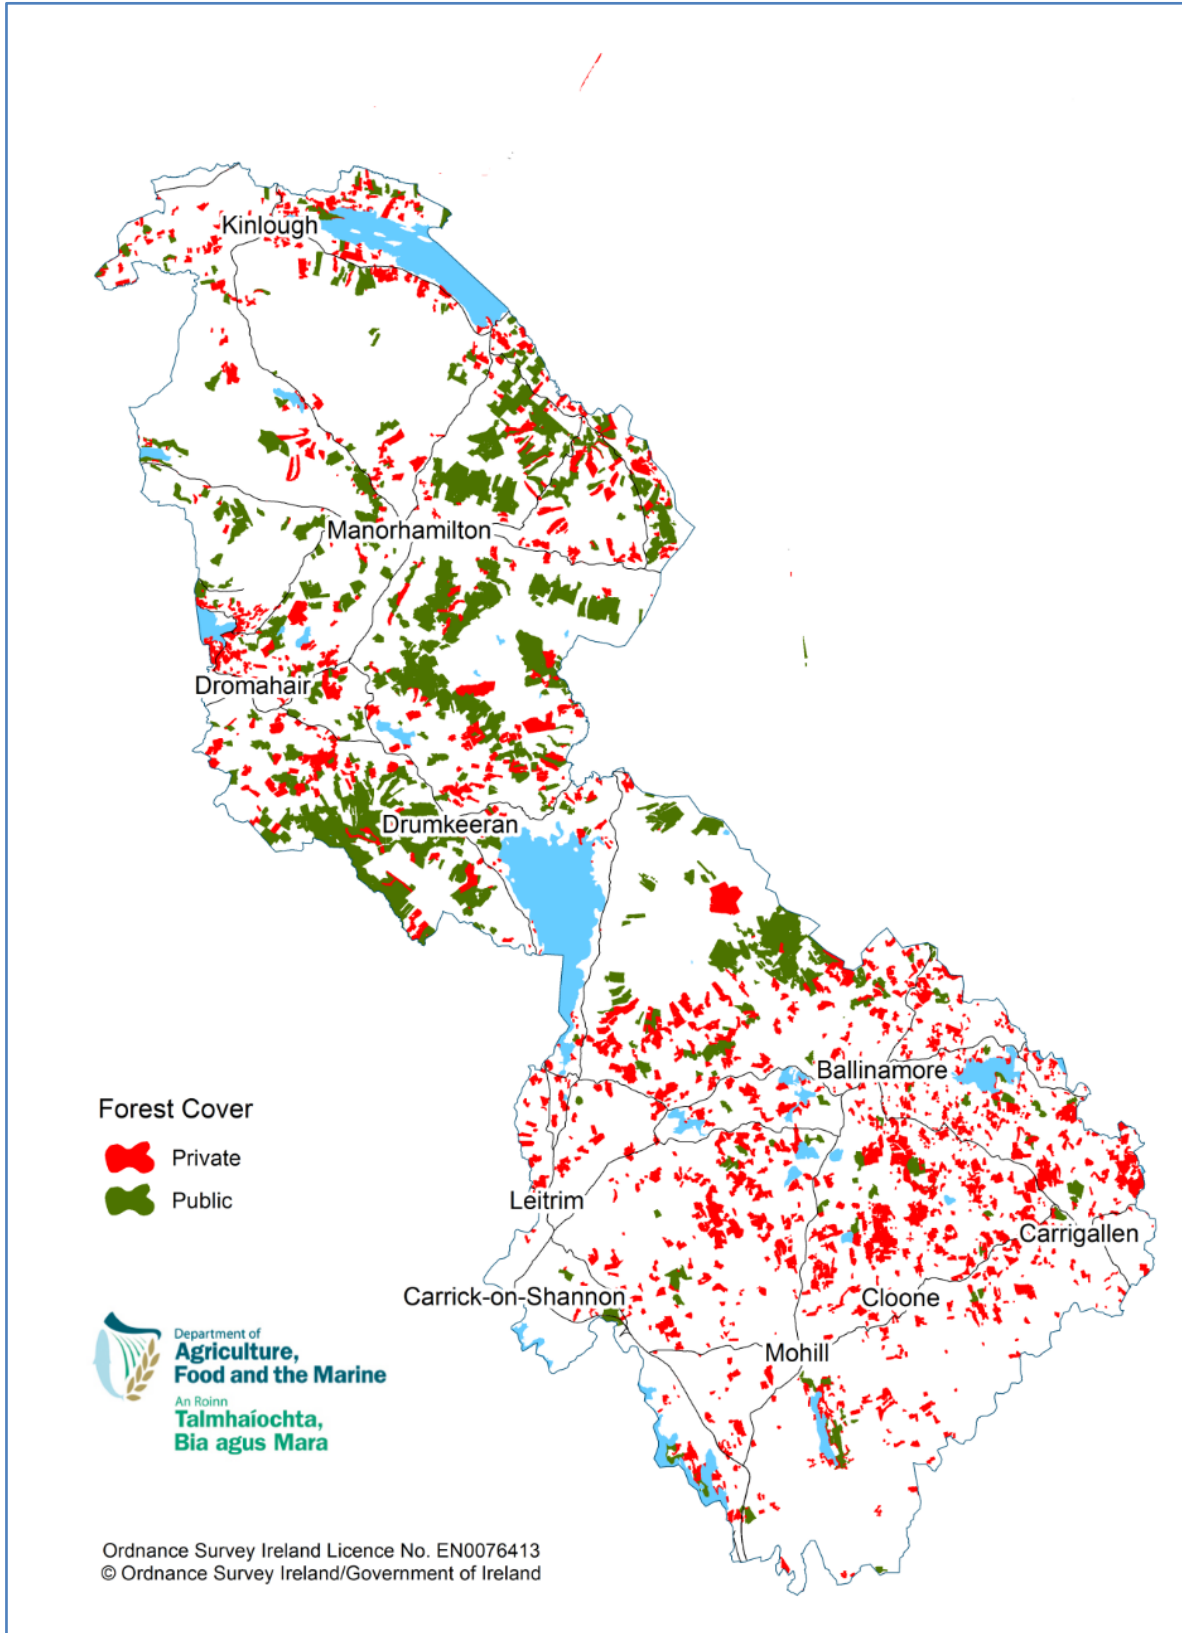 Kinlough
Manorhamilton
Dromahair
Drumkeeran
Ballinamore
Forest Cover
Private
Public
Leitrim
Carrigallen
Carrick-on-Shannon
Cloone
Mohill
Department of
Agriculture,
Food and the Marine
An Roinn
Talmhaíochta,
Bia agus Mara
Ordnance Survey Ireland Licence No. EN0076413
© Ordnance Survey Ireland/Government of Ireland